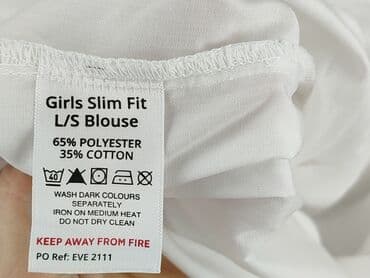 Girls Slim Fit
L/S Blouse
65% POLYESTER
35% COTTON
40
WASH DARK COLOURS
SEPARATELY
IRON ON MEDIUM HEAT
DO NOT DRY CLEAN
KEEP AWAY FROM FIRE
PO Ref: EVE 2111